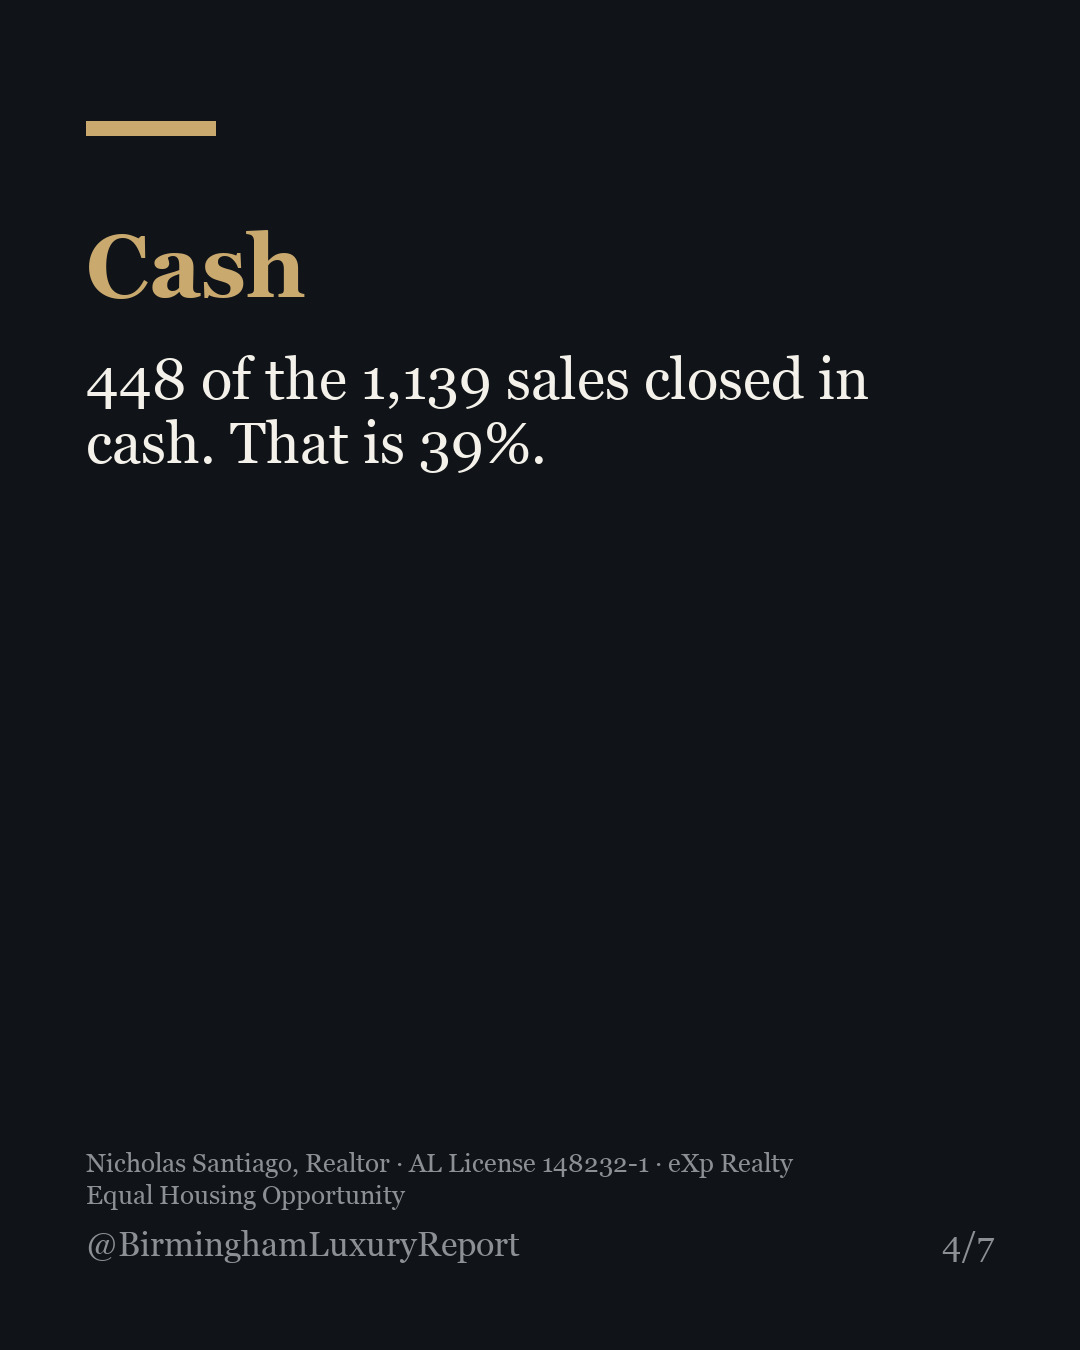 Cash
448 of the 1,139 sales closed in
cash. That is 39%.
Nicholas Santiago, Realtor · AL License 148232-1 · eXp Realty
Equal Housing Opportunity
@BirminghamLuxuryReport
4/7